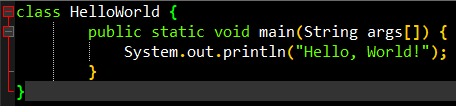 class HelloWorld {
public static void main(String args[]) {
System.out.println("Hello, World!");
}
}